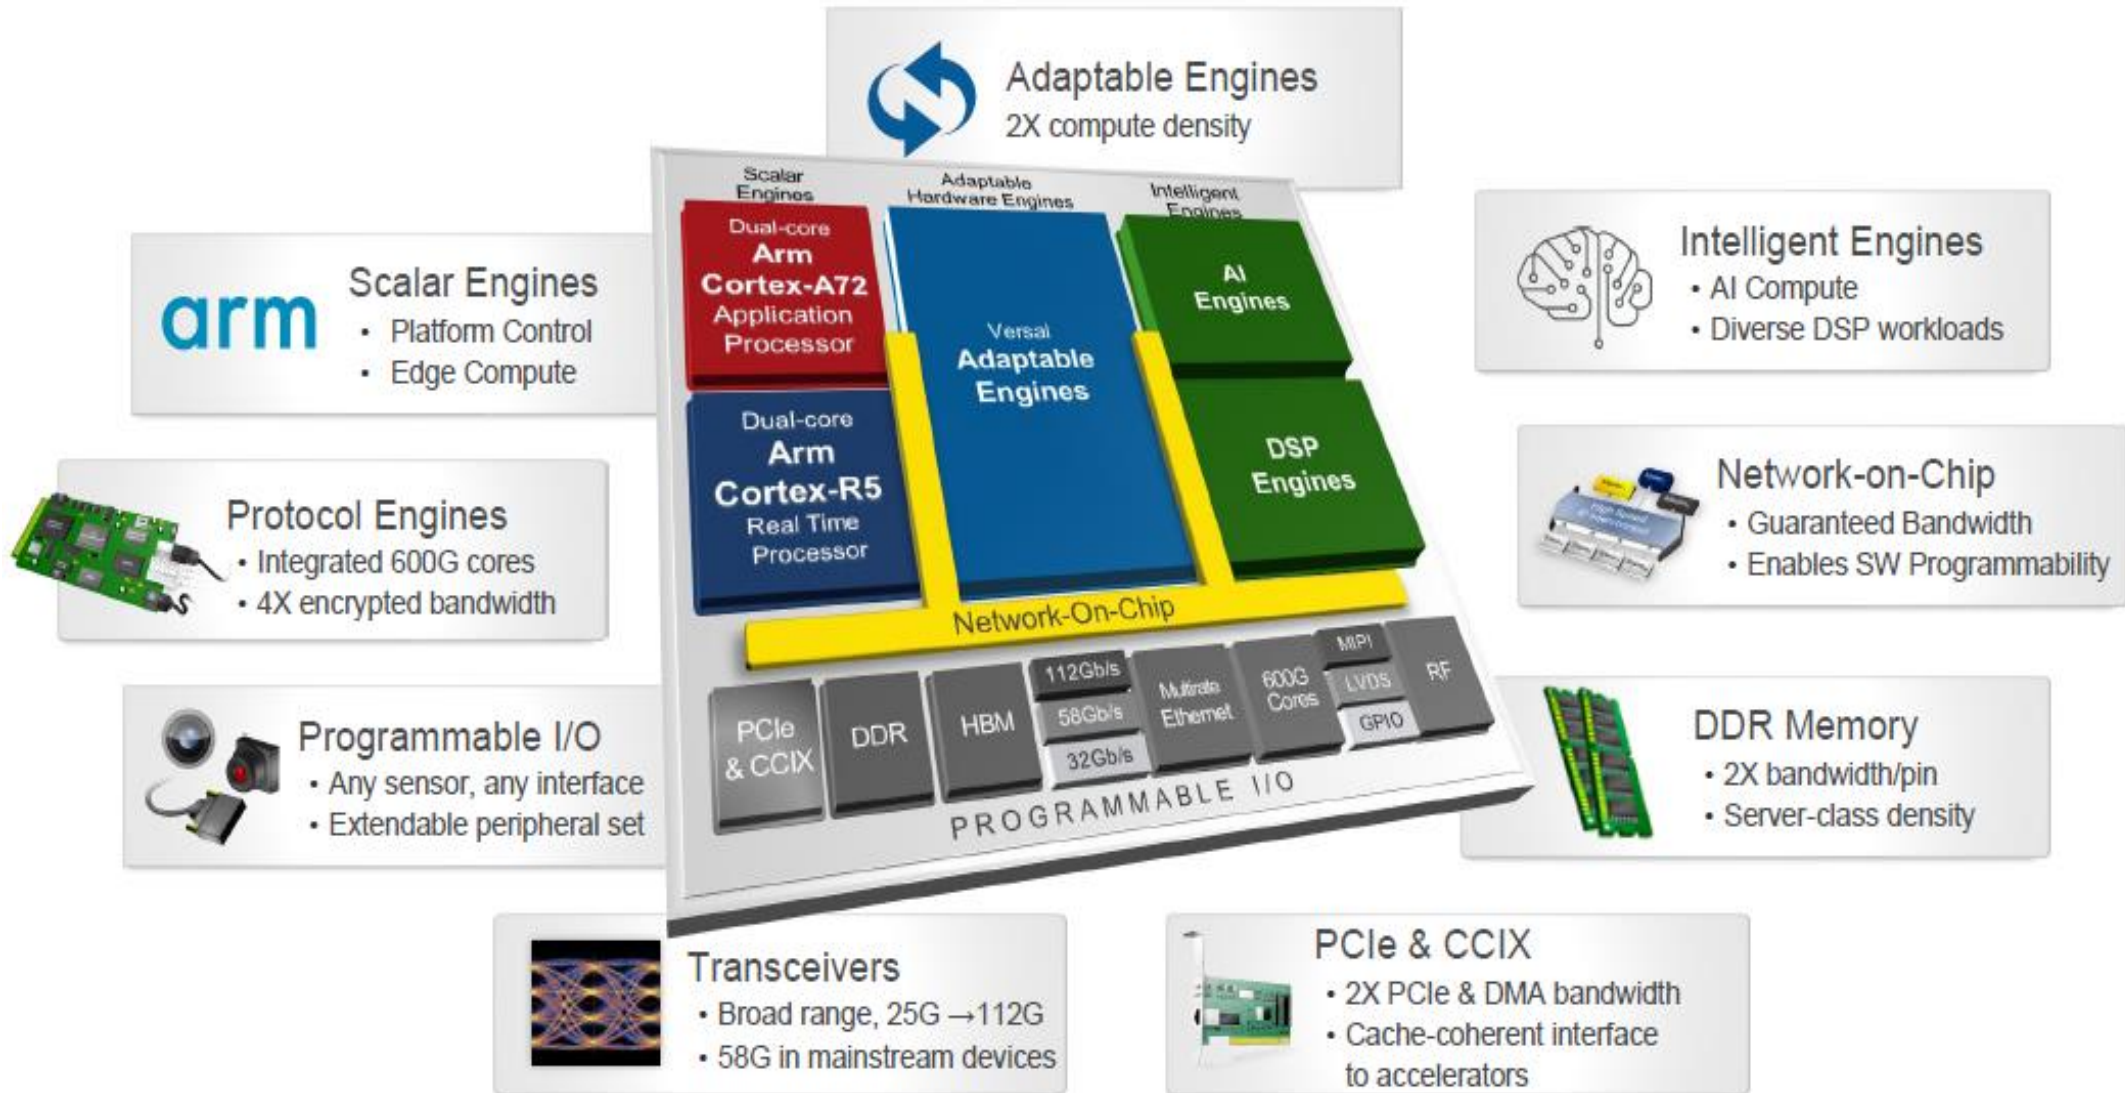 Adaptable Engines
2X compute density
Scalar
Engines
Adaptable
Hardware Engines
Intelligent
Engines
Dual-core
Arm
Cortex-A72
Application
Processor
Dual-core
Arm
Cortex-R5
Real Time
Processor
Versal
Adaptable
Engines
AI
Engines
DSP
Engines
Network-On-Chip
PCIe
& CCIX
DDR
HBM
112Gb/s
58Gb/s
32Gb/s
Multirate
Ethernet
600G
Cores
MIPI
LVDS
GPIO
RF
PROGRAMMABLE I/O
arm
Scalar Engines
• Platform Control
• Edge Compute
Protocol Engines
• Integrated 600G cores
• 4X encrypted bandwidth
Programmable I/O
• Any sensor, any interface
• Extendable peripheral set
Transceivers
• Broad range, 25G →112G
• 58G in mainstream devices
Intelligent Engines
• AI Compute
• Diverse DSP workloads
Network-on-Chip
• Guaranteed Bandwidth
• Enables SW Programmability
DDR Memory
• 2X bandwidth/pin
• Server-class density
PCIe & CCIX
• 2X PCIe & DMA bandwidth
• Cache-coherent interface
to accelerators